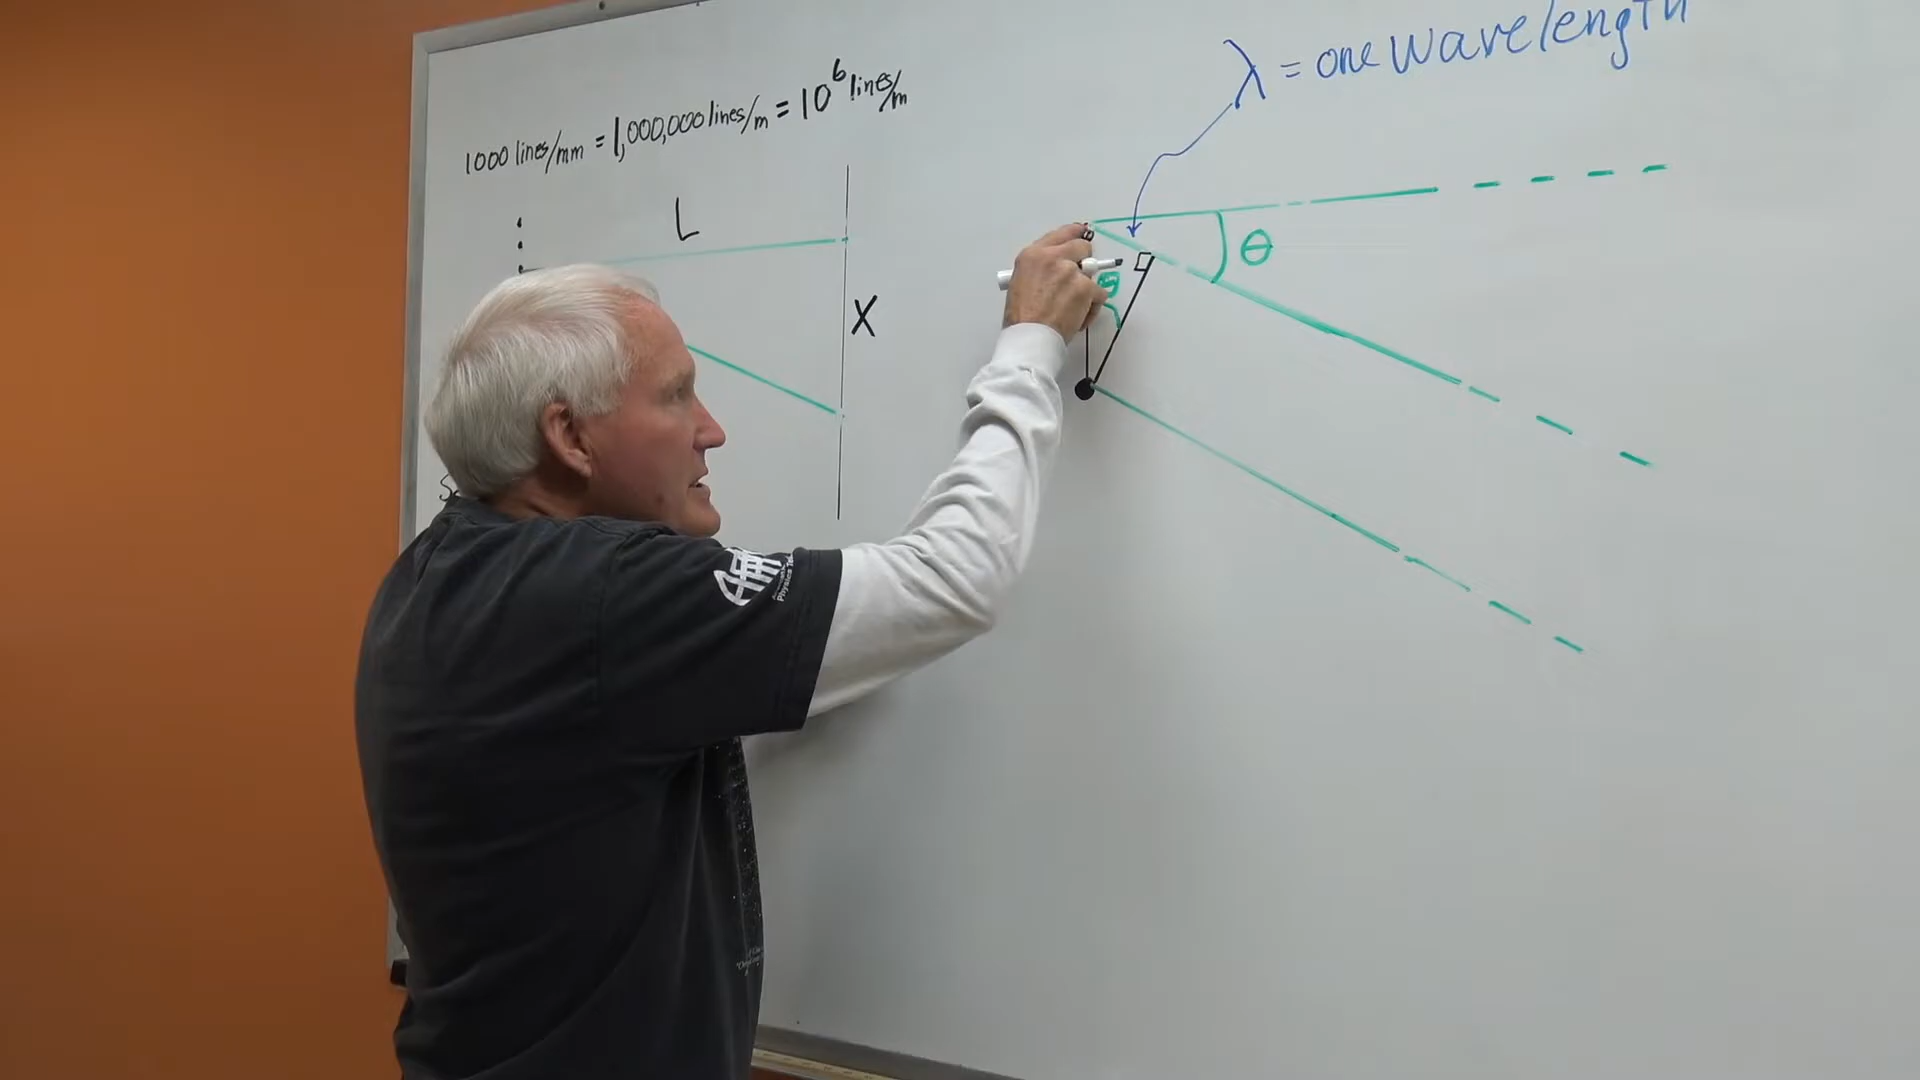 1000 lines/mm = 1,000,000 lines/m = 10⁶ lines/m
L
X
λ = one wavelength
θ
θ